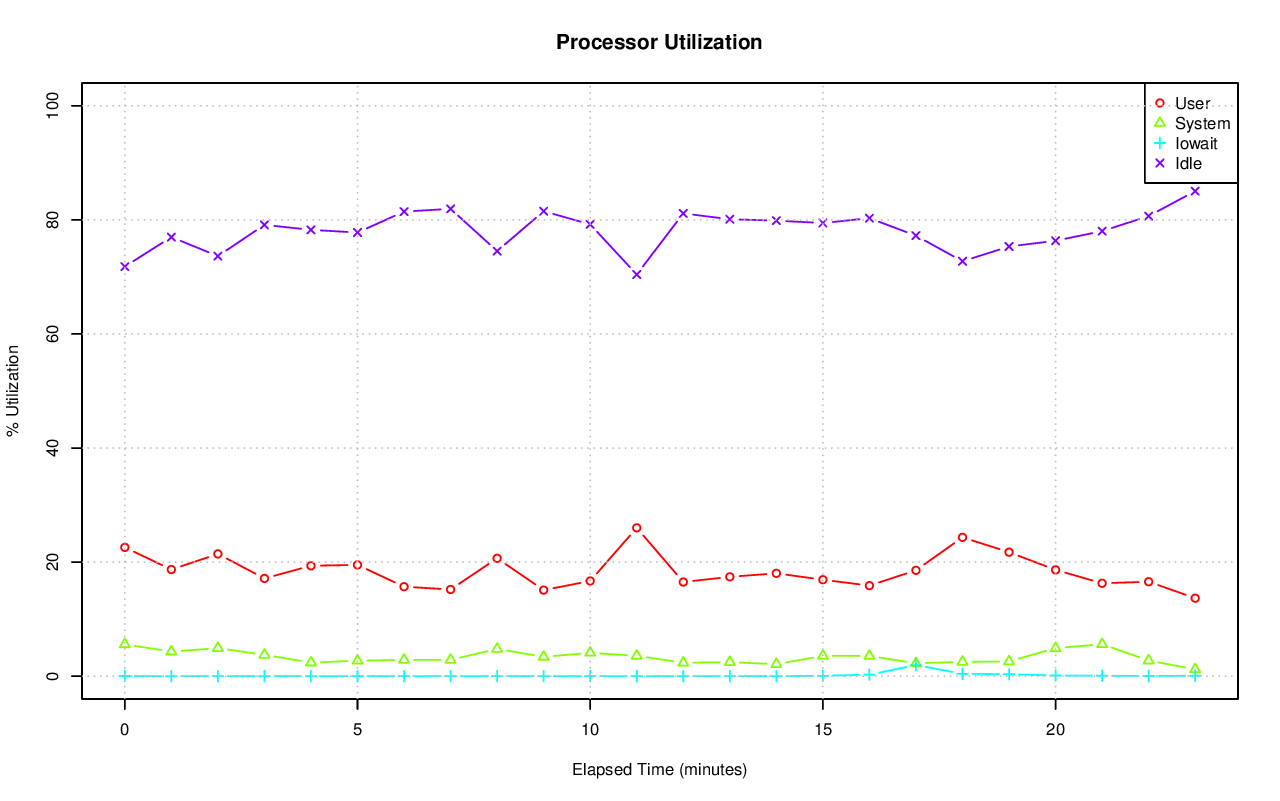 Processor Utilization
User
System
Iowait
Idle
% Utilization
100
80
60
40
20
0
0 5 10 15 20
Elapsed Time (minutes)